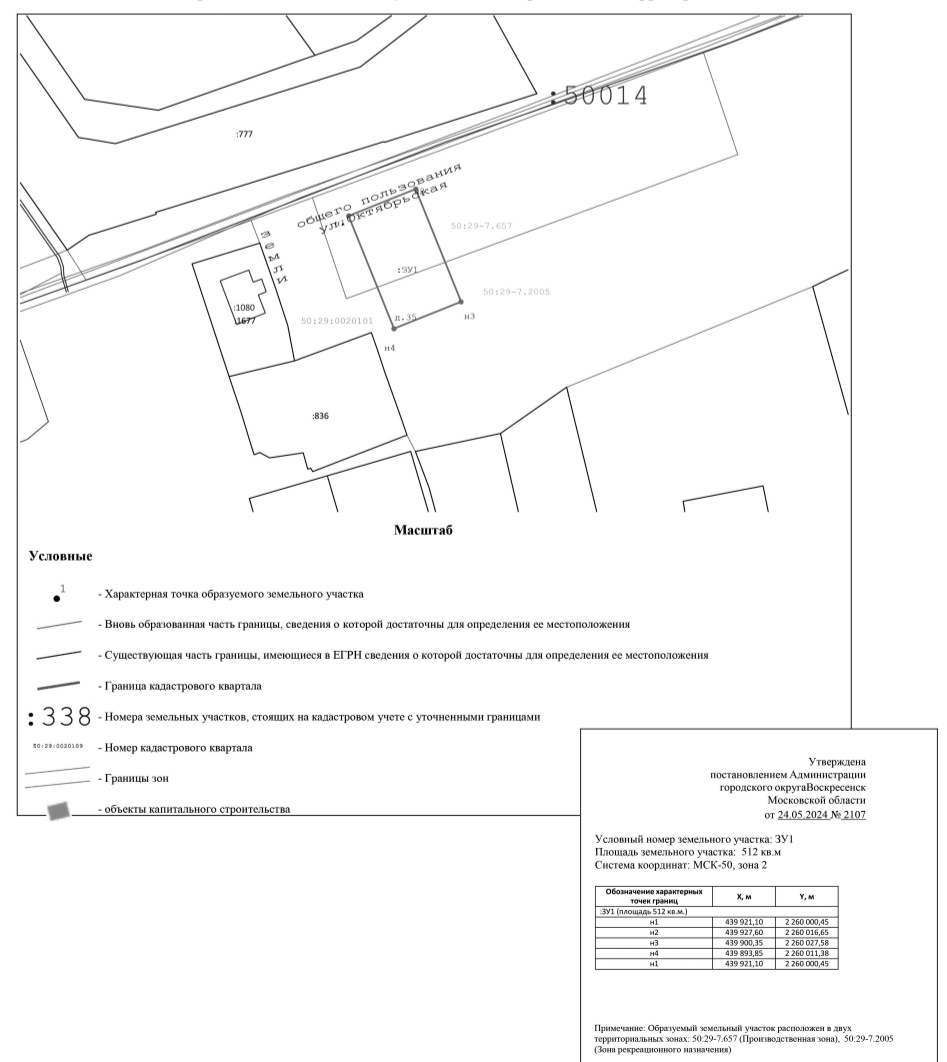 :50014
:777
общего пользования
ул.Октябрьская
Земли
50:29-7.657
:ЗУ1
50:29-7.2005
:1080
:1677
50:29:0020101
д.35
н3
н4
:836
Масштаб
Условные
1
- Характерная точка образуемого земельного участка
- Вновь образованная часть границы, сведения о которой достаточны для определения ее местоположения
- Существующая часть границы, имеющиеся в ЕГРН сведения о которой достаточны для определения ее местоположения
- Граница кадастрового квартала
:338 - Номера земельных участков, стоящих на кадастровом учете с уточненными границами
50:29:0020109 - Номер кадастрового квартала
- Границы зон
- объекты капитального строительства
Утверждена
постановлением Администрации
городского округаВоскресенск
Московской области
от 24.05.2024 № 2107
Условный номер земельного участка: ЗУ1
Площадь земельного участка: 512 кв.м
Система координат: МСК-50, зона 2
Обозначение характерных точек границ X, м Y, м
:ЗУ1 (площадь 512 кв.м.)
н1 439 921,10 2 260 000,45
н2 439 927,60 2 260 016,65
н3 439 900,35 2 260 027,58
н4 439 893,85 2 260 011,38
н1 439 921,10 2 260 000,45
Примечание: Образуемый земельный участок расположен в двух
территориальных зонах: 50:29-7.657 (Производственная зона), 50:29-7.2005
(Зона рекреационного назначения)